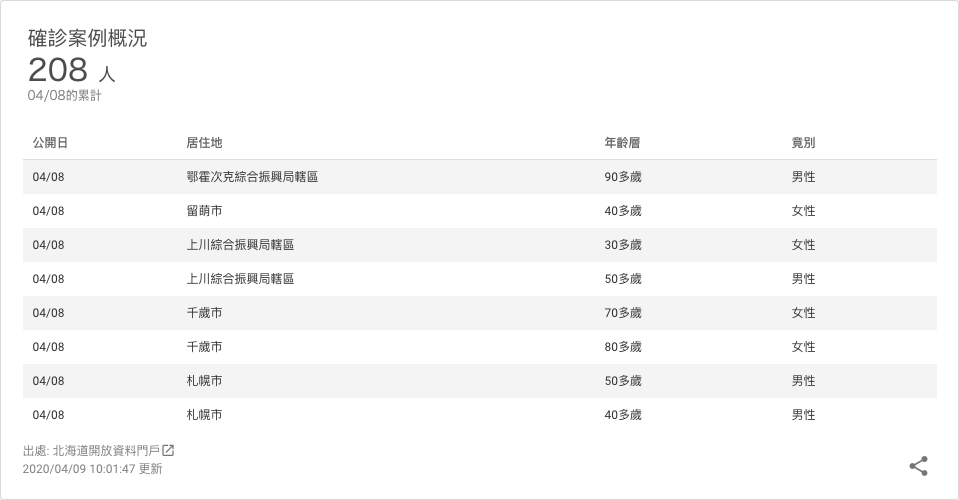 確診案例概況
208 人
04/08的累計
公開日 居住地 年齡層 竟別
04/08 鄂霍次克綜合振興局轄區 90多歲 男性
04/08 留萌市 40多歲 女性
04/08 上川綜合振興局轄區 30多歲 女性
04/08 上川綜合振興局轄區 50多歲 男性
04/08 千歲市 70多歲 女性
04/08 千歲市 80多歲 女性
04/08 札幌市 50多歲 男性
04/08 札幌市 40多歲 男性
出處: 北海道開放資料門戶
2020/04/09 10:01:47 更新